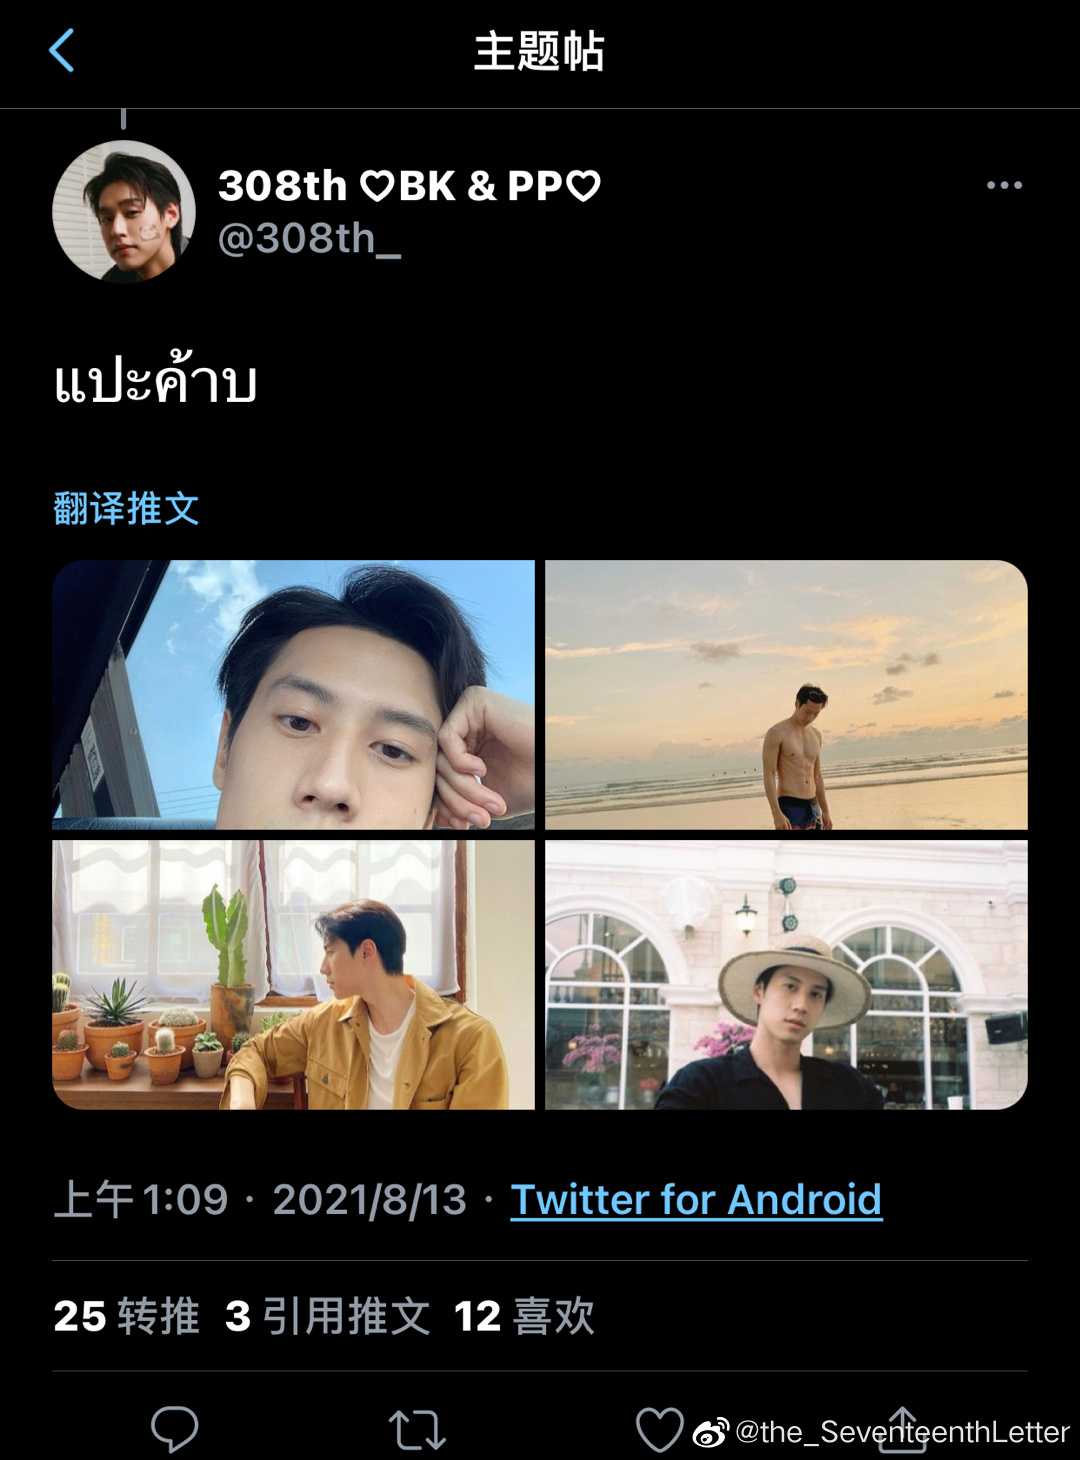 主题帖
308th ♡BK & PP♡
@308th_
แปะค้าบ
翻译推文
上午 1:09 · 2021/8/13 · Twitter for Android
25 转推 3 引用推文 12 喜欢
@the_SeventeenthLetter